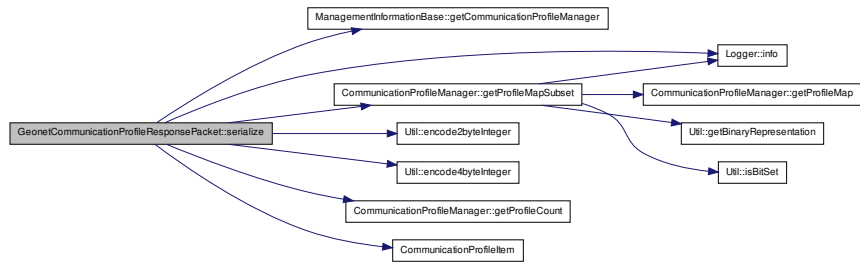 ManagementInformationBase::getCommunicationProfileManager
Logger::info
CommunicationProfileManager::getProfileMapSubset
CommunicationProfileManager::getProfileMap
GeonetCommunicationProfileResponsePacket::serialize
Util::encode2byteInteger
Util::getBinaryRepresentation
Util::encode4byteInteger
Util::isBitSet
CommunicationProfileManager::getProfileCount
CommunicationProfileItem